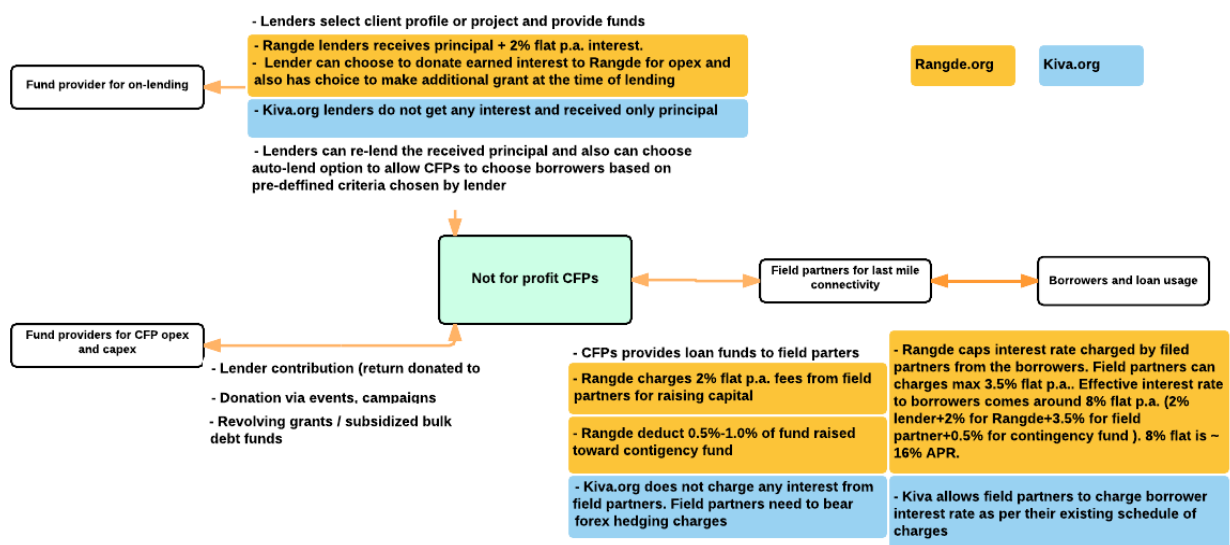 - Lenders select client profile or project and provide funds
- Rangde lenders receives principal + 2% flat p.a. interest.
- Lender can choose to donate earned interest to Rangde for opex and
also has choice to make additional grant at the time of lending
- Kiva.org lenders do not get any interest and received only principal
- Lenders can re-lend the received principal and also can choose
auto-lend option to allow CFPs to choose borrowers based on
pre-deffined criteria chosen by lender
Rangde.org
Kiva.org
Fund provider for on-lending
Not for profit CFPs
Field partners for last mile
connectivity
Borrowers and loan usage
Fund providers for CFP opex
and capex
- Lender contribution (return donated to
- Donation via events, campaigns
- Revolving grants / subsidized bulk
debt funds
- CFPs provides loan funds to field parters
- Rangde charges 2% flat p.a. fees from field
partners for raising capital
- Rangde deduct 0.5%-1.0% of fund raised
toward contigency fund
- Kiva.org does not charge any interest from
field partners. Field partners need to bear
forex hedging charges
- Rangde caps interest rate charged by filed
partners from the borrowers. Field partners can
charges max 3.5% flat p.a.. Effective interest rate
to borrowers comes around 8% flat p.a. (2%
lender+2% for Rangde+3.5% for field
partner+0.5% for contingency fund ). 8% flat is ~
16% APR.
- Kiva allows field partners to charge borrower
interest rate as per their existing schedule of
charges